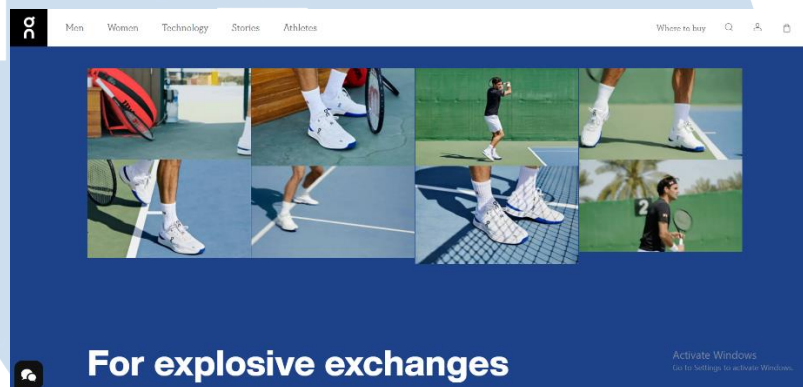 on
Men Women Technology Stories Athletes Where to buy
2
For explosive exchanges
Activate Windows
Go to Settings to activate Windows.